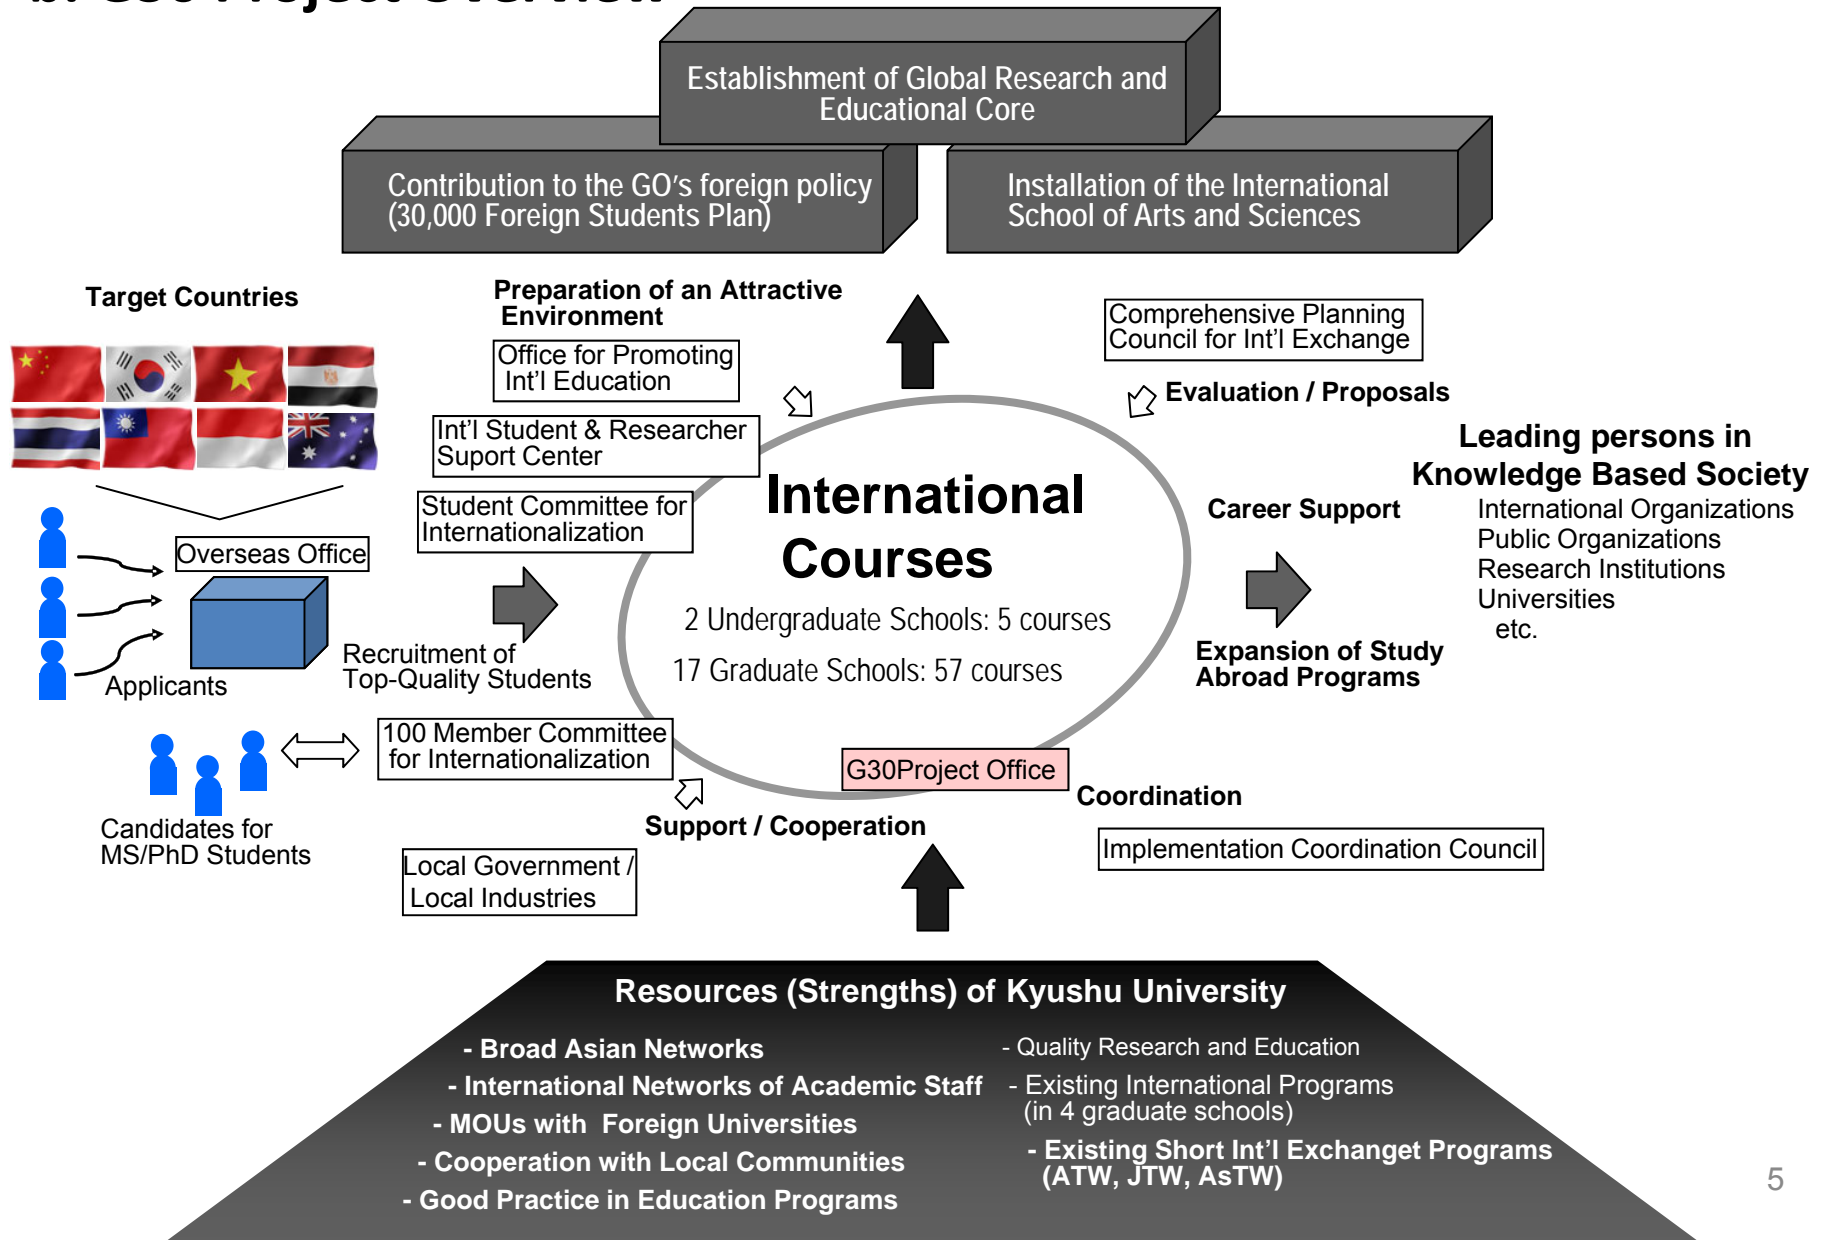 Establishment of Global Research and
Educational Core
Contribution to the GO's foreign policy
(30,000 Foreign Students Plan)
Installation of the International
School of Arts and Sciences
Target Countries
Preparation of an Attractive
Environment
Office for Promoting
Int'l Education
Int'l Student & Researcher
Suport Center
Student Committee for
Internationalization
Comprehensive Planning
Council for Int'l Exchange
Evaluation / Proposals
Leading persons in
Knowledge Based Society
International Organizations
Public Organizations
Research Institutions
Universities
etc.
Career Support
Expansion of Study
Abroad Programs
International
Courses
2 Undergraduate Schools: 5 courses
17 Graduate Schools: 57 courses
Overseas Office
Applicants
Recruitment of
Top-Quality Students
100 Member Committee
for Internationalization
Candidates for
MS/PhD Students
G30Project Office
Coordination
Support / Cooperation
Implementation Coordination Council
Local Government /
Local Industries
Resources (Strengths) of Kyushu University
- Broad Asian Networks
- International Networks of Academic Staff
- MOUs with Foreign Universities
- Cooperation with Local Communities
- Good Practice in Education Programs
- Quality Research and Education
- Existing International Programs
(in 4 graduate schools)
- Existing Short Int'l Exchanget Programs
(ATW, JTW, AsTW)
5